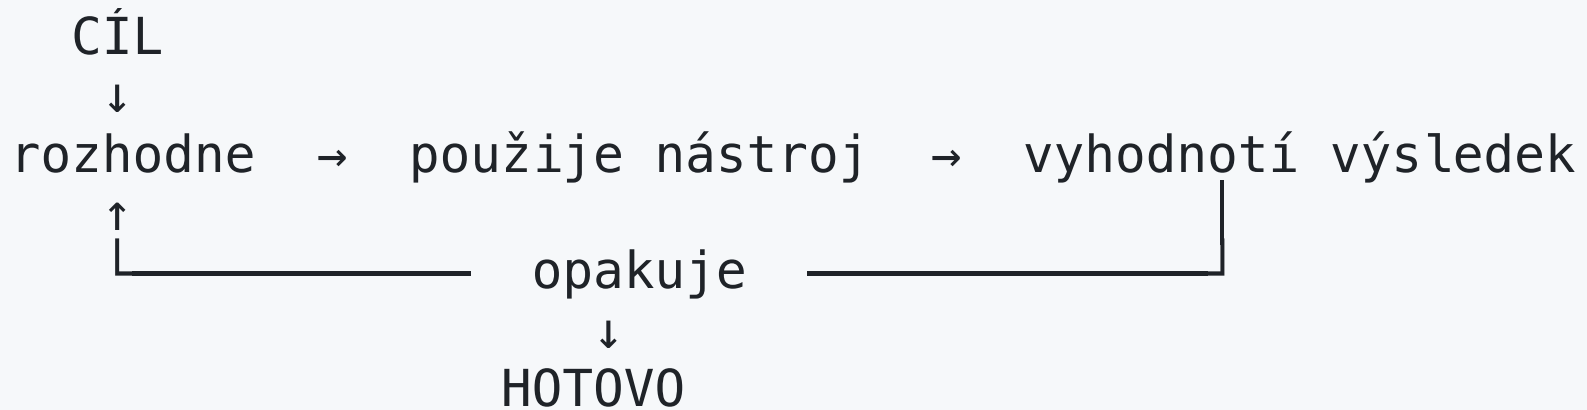 CÍL
↓
rozhodne → použije nástroj → vyhodnotí výsledek
↑
└────── opakuje ──────┘
↓
HOTOVO